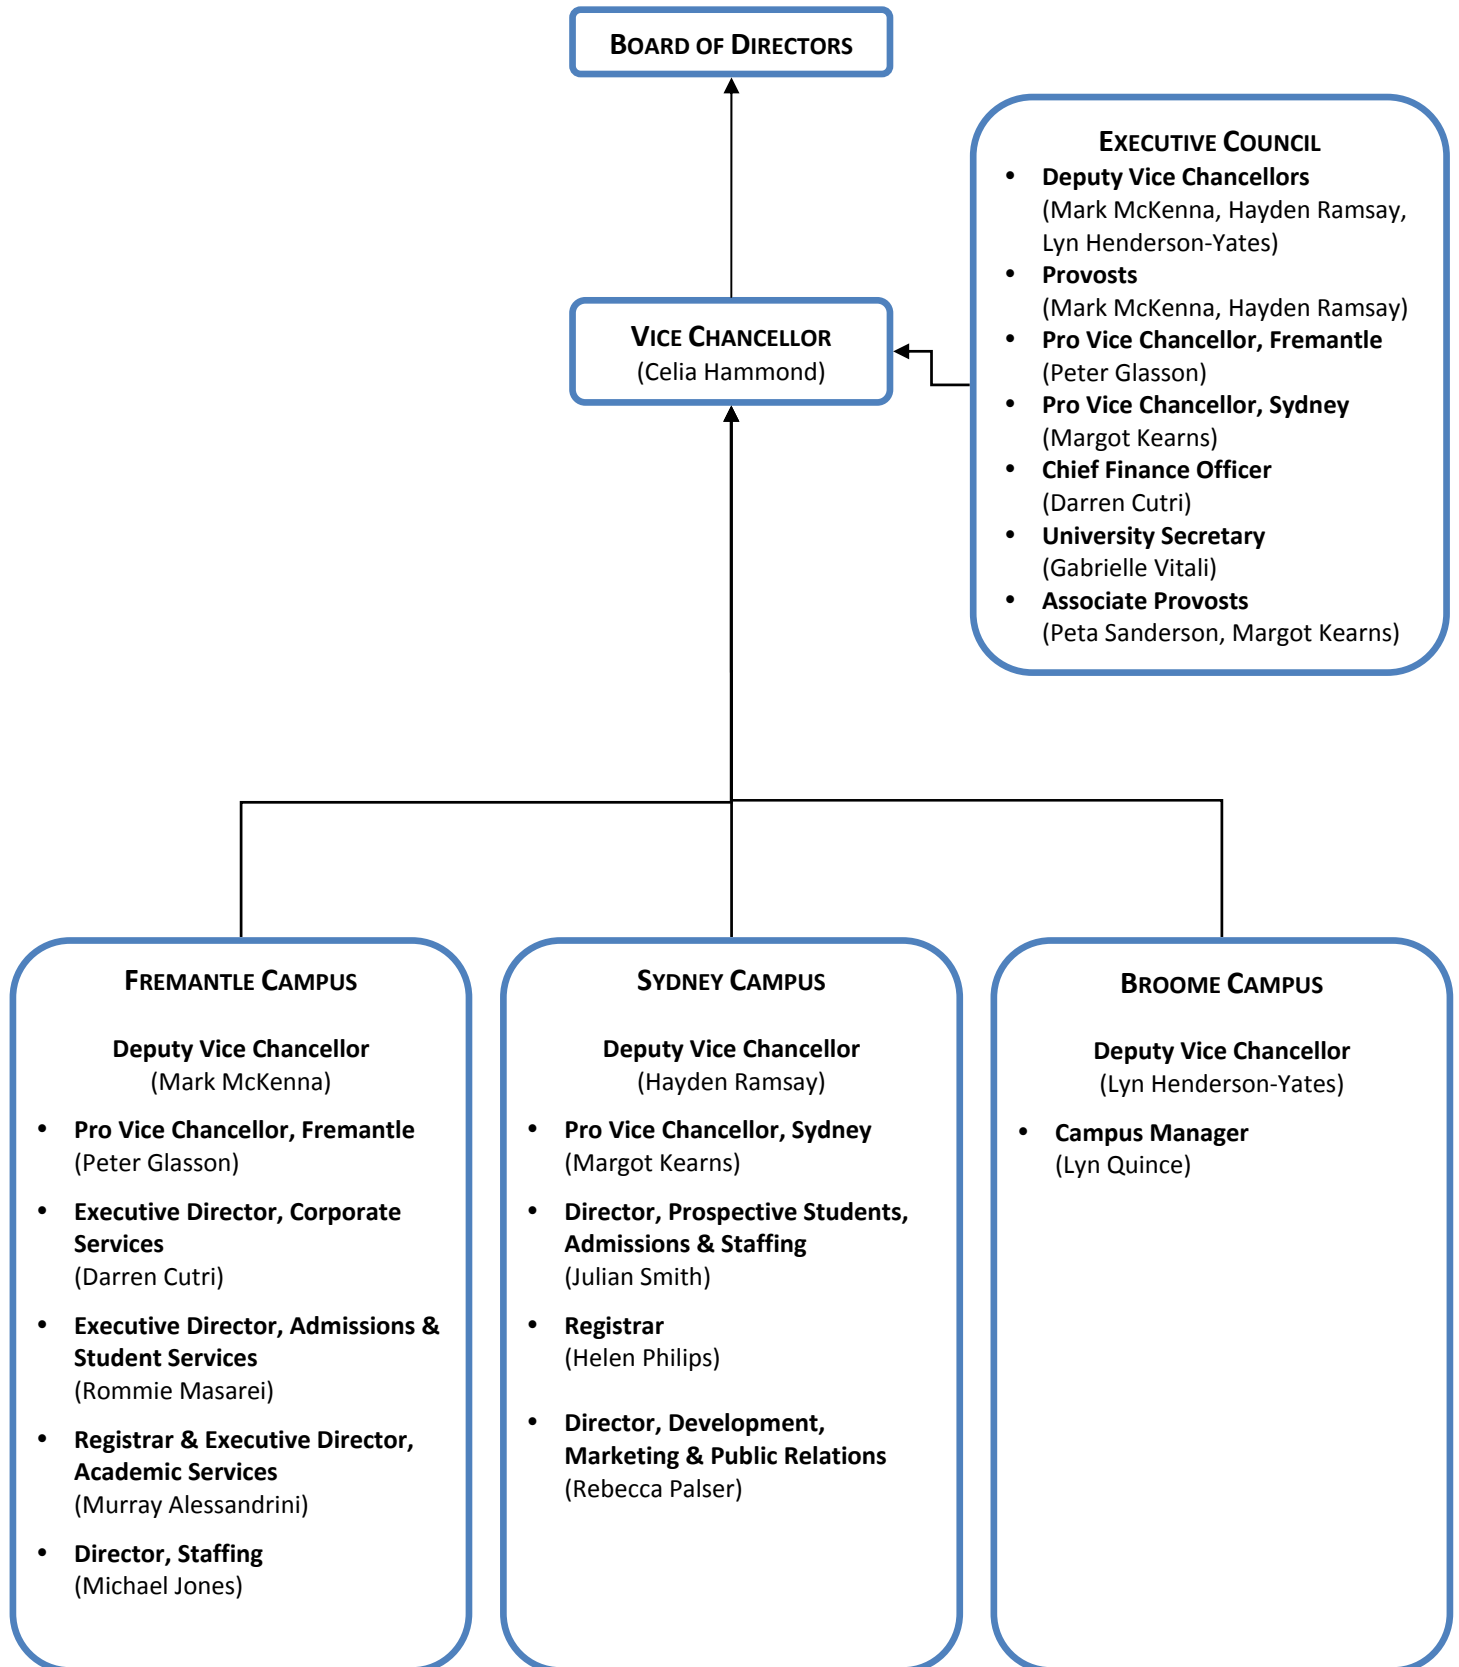 BOARD OF DIRECTORS
EXECUTIVE COUNCIL
• Deputy Vice Chancellors
(Mark McKenna, Hayden Ramsay,
Lyn Henderson-Yates)
• Provosts
(Mark McKenna, Hayden Ramsay)
• Pro Vice Chancellor, Fremantle
(Peter Glasson)
• Pro Vice Chancellor, Sydney
(Margot Kearns)
• Chief Finance Officer
(Darren Cutri)
• University Secretary
(Gabrielle Vitali)
• Associate Provosts
(Peta Sanderson, Margot Kearns)
VICE CHANCELLOR
(Celia Hammond)
FREMANTLE CAMPUS
Deputy Vice Chancellor
(Mark McKenna)
• Pro Vice Chancellor, Fremantle
(Peter Glasson)
• Executive Director, Corporate
Services
(Darren Cutri)
• Executive Director, Admissions &
Student Services
(Rommie Masarei)
• Registrar & Executive Director,
Academic Services
(Murray Alessandrini)
• Director, Staffing
(Michael Jones)
SYDNEY CAMPUS
Deputy Vice Chancellor
(Hayden Ramsay)
• Pro Vice Chancellor, Sydney
(Margot Kearns)
• Director, Prospective Students,
Admissions & Staffing
(Julian Smith)
• Registrar
(Helen Philips)
• Director, Development,
Marketing & Public Relations
(Rebecca Palser)
BROOME CAMPUS
Deputy Vice Chancellor
(Lyn Henderson-Yates)
• Campus Manager
(Lyn Quince)